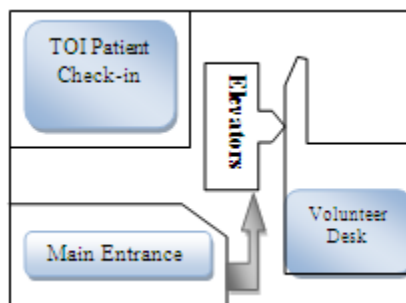 TOI Patient
Check-in
Elevators
Main Entrance
Volunteer
Desk